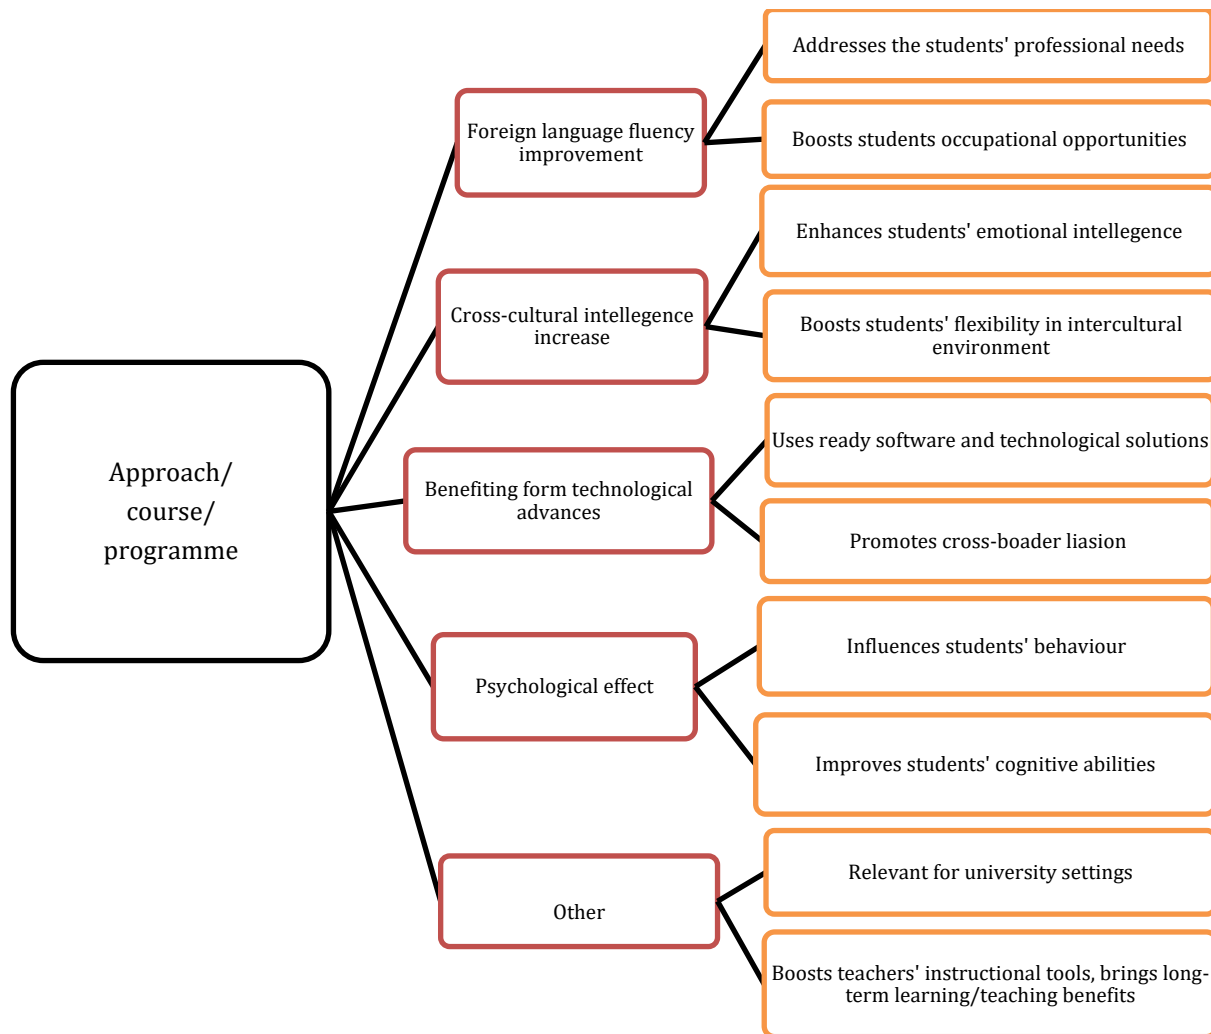 Approach/
course/
programme
Foreign language fluency
improvement
Addresses the students' professional needs
Boosts students occupational opportunities
Cross-cultural intellegence
increase
Enhances students' emotional intellegence
Boosts students' flexibility in intercultural
environment
Benefiting form technological
advances
Uses ready software and technological solutions
Promotes cross-boader liasion
Psychological effect
Influences students' behaviour
Improves students' cognitive abilities
Other
Relevant for university settings
Boosts teachers' instructional tools, brings long-
term learning/teaching benefits